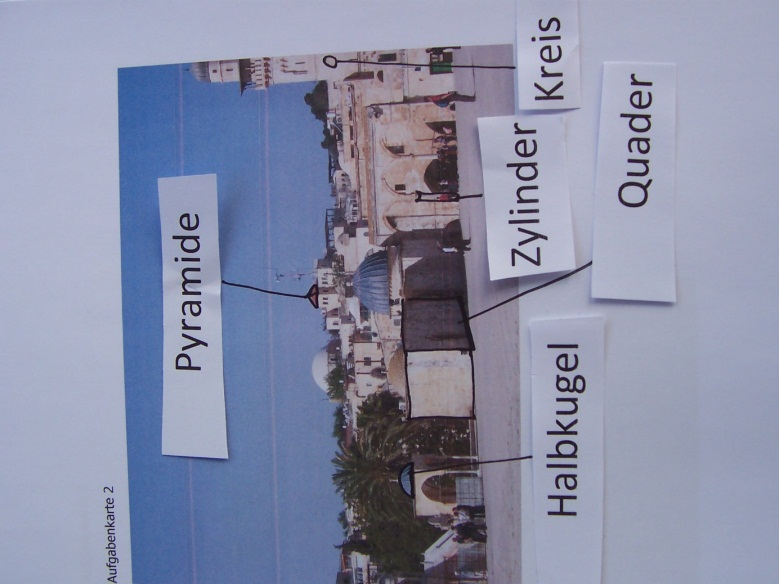 Aufgabenkarte 2
Pyramide
Kreis
Zylinder
Quader
Halbkugel